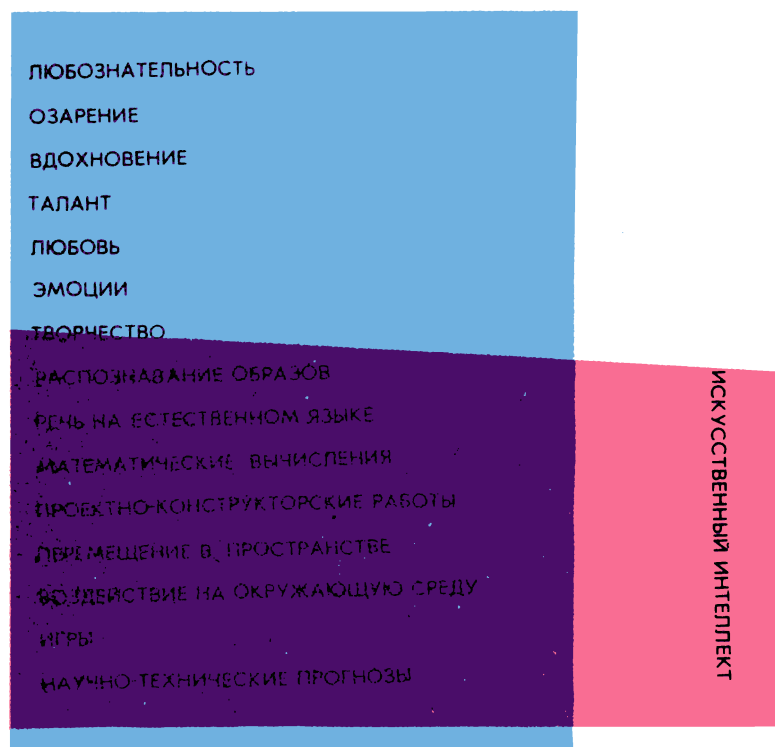 ЛЮБОЗНАТЕЛЬНОСТЬ
ОЗАРЕНИЕ
ВДОХНОВЕНИЕ
ТАЛАНТ
ЛЮБОВЬ
ЭМОЦИИ
ТВОРЧЕСТВО
РАСПОЗНАВАНИЕ ОБРАЗОВ
РЕЧЬ НА ЕСТЕСТВЕННОМ ЯЗЫКЕ
МАТЕМАТИЧЕСКИЕ ВЫЧИСЛЕНИЯ
ПРОЕКТНО-КОНСТРУКТОРСКИЕ РАБОТЫ
ПЕРЕМЕЩЕНИЕ В ПРОСТРАНСТВЕ
ВОЗДЕЙСТВИЕ НА ОКРУЖАЮЩУЮ СРЕДУ
ИГРЫ
НАУЧНО-ТЕХНИЧЕСКИЕ ПРОГНОЗЫ
ИСКУССТВЕННЫЙ ИНТЕЛЛЕКТ